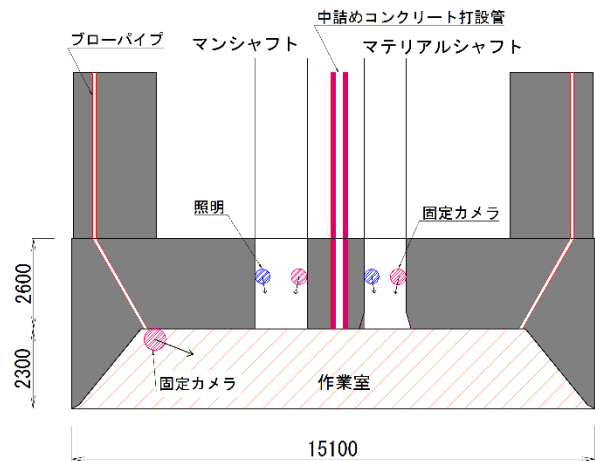 中詰めコンクリート打設管
ブローパイプ
マンシャフト
マテリアルシャフト
照明
固定カメラ
2600
2300
固定カメラ
作業室
15100